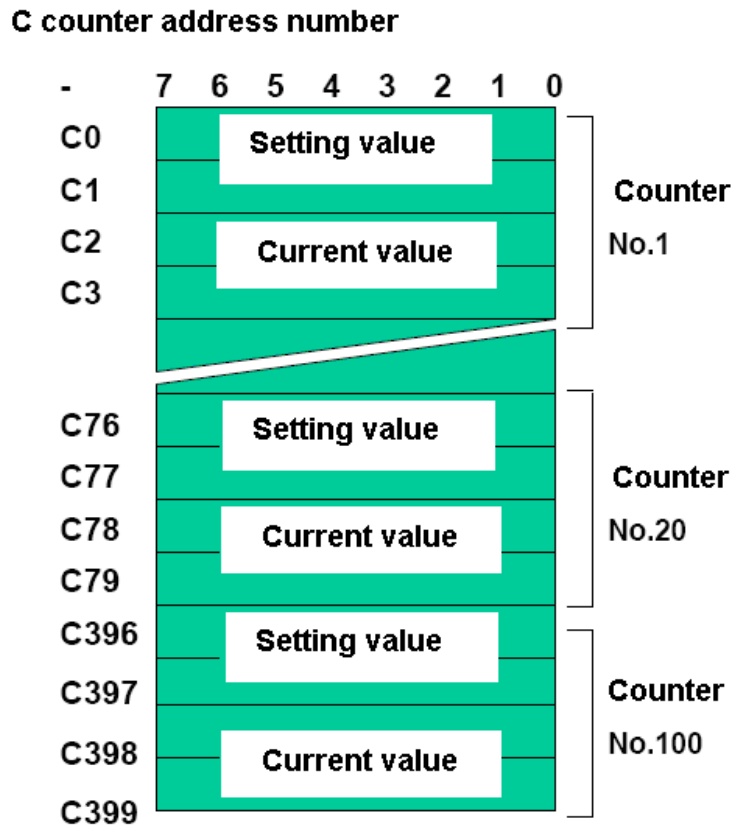 C counter address number
- 7 6 5 4 3 2 1 0
C0
Setting value
C1
Counter
C2
Current value
No.1
C3
C76
Setting value
C77
Counter
C78
Current value
No.20
C79
C396
Setting value
C397
Counter
C398
Current value
No.100
C399